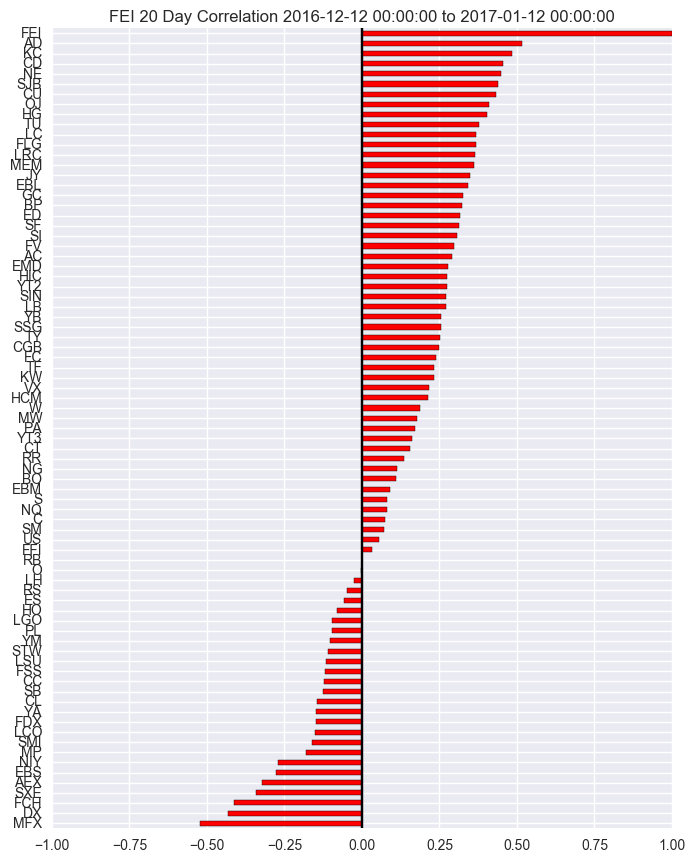 FEI 20 Day Correlation 2016-12-12 00:00:00 to 2017-01-12 00:00:00
FEI
AD
KC
CD
NE
SJB
CU
OJ
HG
TU
LC
FLG
LRC
MEM
JY
EBL
GC
BP
ED
SF
SI
FV
AC
EMD
HIC
YT2
SIN
LB
YB
SSG
TY
CGB
EC
TF
KW
VX
HCM
W
MW
PA
YT3
CT
RR
NG
BO
EBM
S
NQ
C
SM
US
FFI
RB
O
LH
RS
ES
HO
LGO
PL
YM
STW
LSU
FSS
CC
SB
CL
YA
FDX
LCO
SMI
MP
NIY
EBS
AEX
SXE
FCH
DX
MFX
−1.00 −0.75 −0.50 −0.25 0.00 0.25 0.50 0.75 1.00